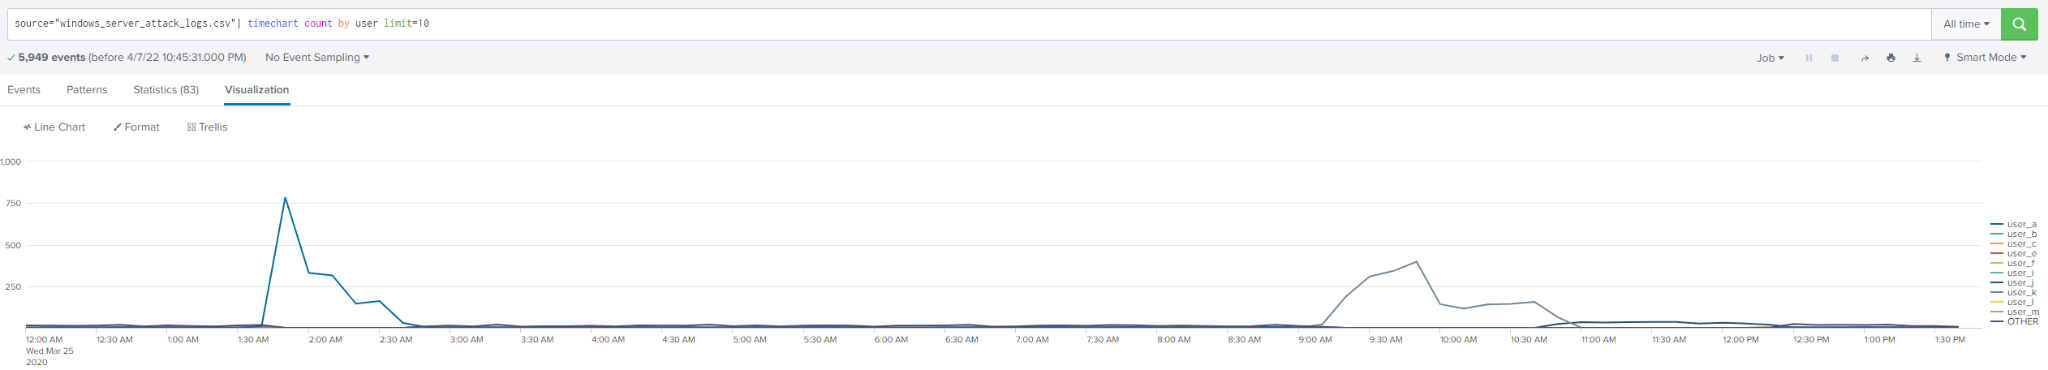 source="windows_server_attack_logs.csv"| timechart count by user limit=10
All time
5,949 events (before 4/7/22 10:45:31.000 PM)
No Event Sampling
Job
Smart Mode
Events
Patterns
Statistics (83)
Visualization
Line Chart
Format
Trellis
1,000
750
500
250
user_a
user_b
user_c
user_e
user_f
user_i
user_j
user_k
user_l
user_m
OTHER
12:00 AM 12:30 AM 1:00 AM 1:30 AM 2:00 AM 2:30 AM 3:00 AM 3:30 AM 4:00 AM 4:30 AM 5:00 AM 5:30 AM 6:00 AM 6:30 AM 7:00 AM 7:30 AM 8:00 AM 8:30 AM 9:00 AM 9:30 AM 10:00 AM 10:30 AM 11:00 AM 11:30 AM 12:00 PM 12:30 PM 1:00 PM 1:30 PM
Wed Mar 25
2020